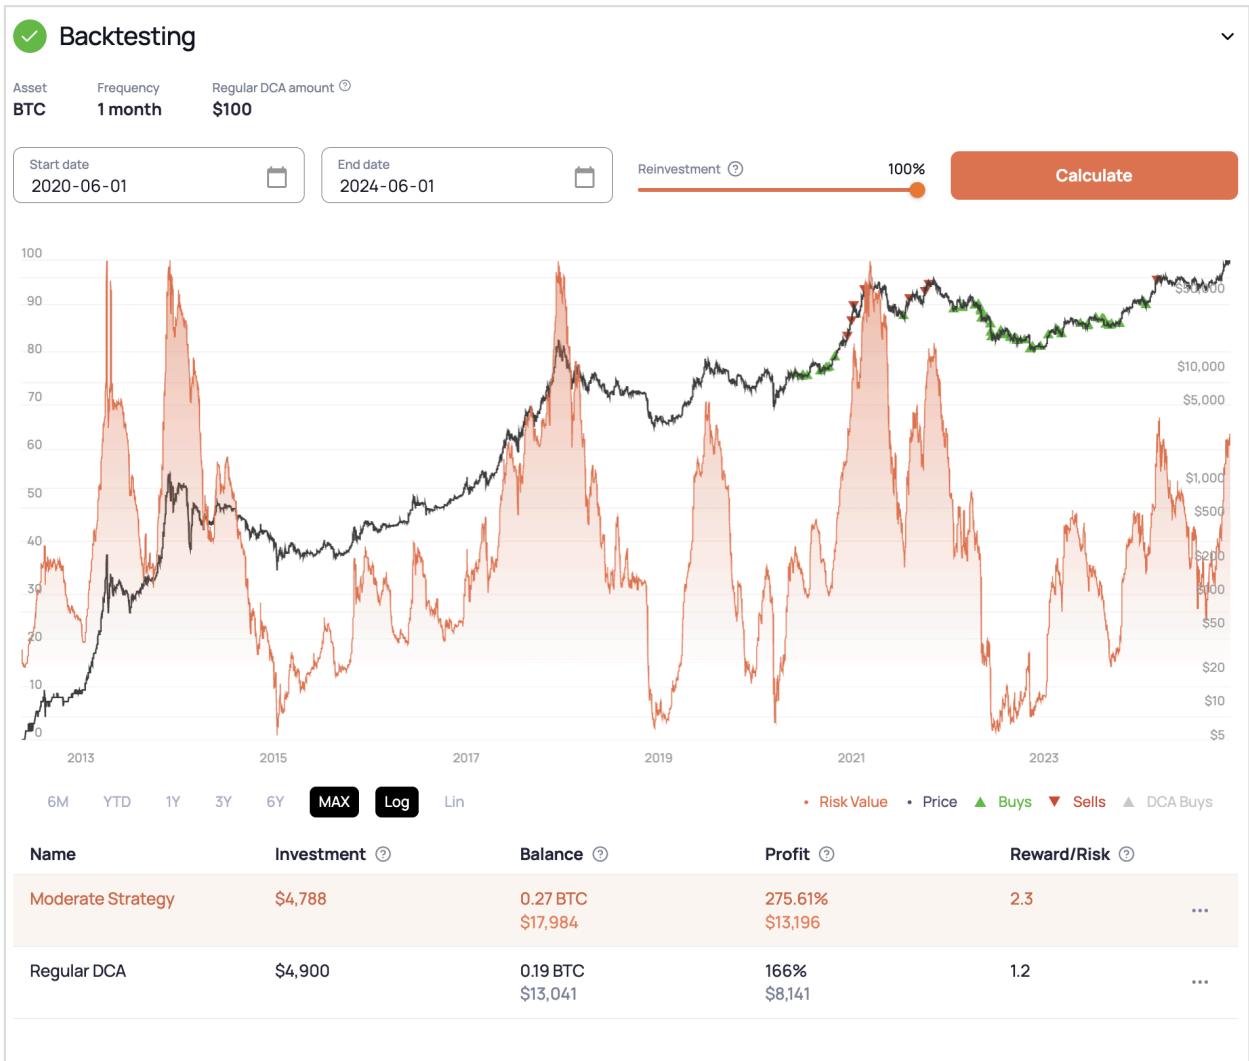 Backtesting
Asset Frequency Regular DCA amount ?
BTC 1 month $100
Start date
2020-06-01
End date
2024-06-01
Reinvestment ? 100%
Calculate
100
90
80
70
60
50
40
30
20
10
0
$50,000
$10,000
$5,000
$1,000
$500
$200
$100
$50
$20
$10
$5
2013 2015 2017 2019 2021 2023
6M YTD 1Y 3Y 6Y MAX Log Lin
Risk Value Price Buys Sells DCA Buys
Name Investment ? Balance ? Profit ? Reward/Risk ?
Moderate Strategy $4,788 0.27 BTC 275.61% 2.3 ...
$17,984 $13,196
Regular DCA $4,900 0.19 BTC 166% 1.2 ...
$13,041 $8,141